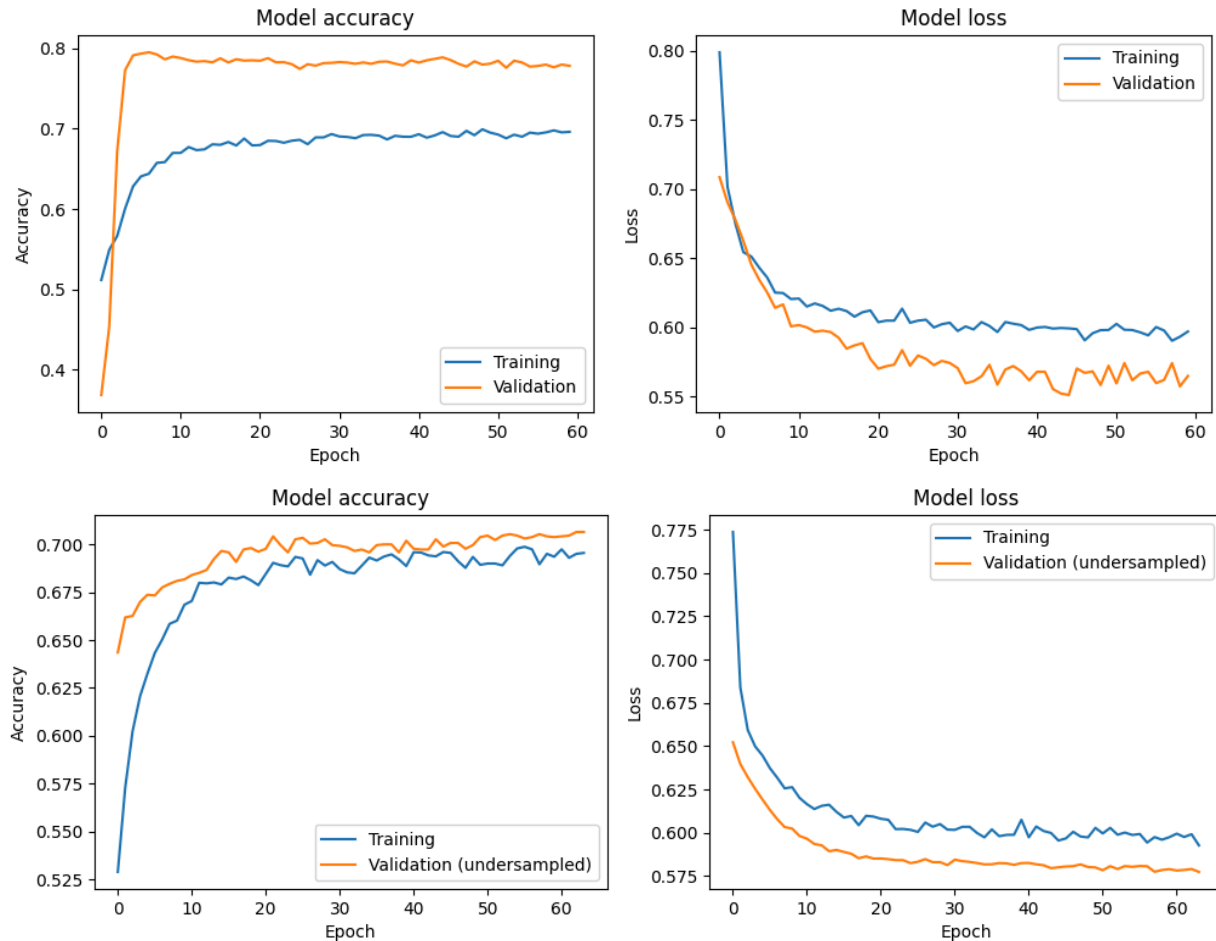 Model accuracy
0.8
0.7
0.6
0.5
0.4
Accuracy
Training
Validation
0 10 20 30 40 50 60
Epoch
Model loss
0.80
0.75
0.70
0.65
0.60
0.55
Loss
Training
Validation
0 10 20 30 40 50 60
Epoch
Model accuracy
0.700
0.675
0.650
0.625
0.600
0.575
0.550
0.525
Accuracy
Training
Validation (undersampled)
0 10 20 30 40 50 60
Epoch
Model loss
0.775
0.750
0.725
0.700
0.675
0.650
0.625
0.600
0.575
Loss
Training
Validation (undersampled)
0 10 20 30 40 50 60
Epoch